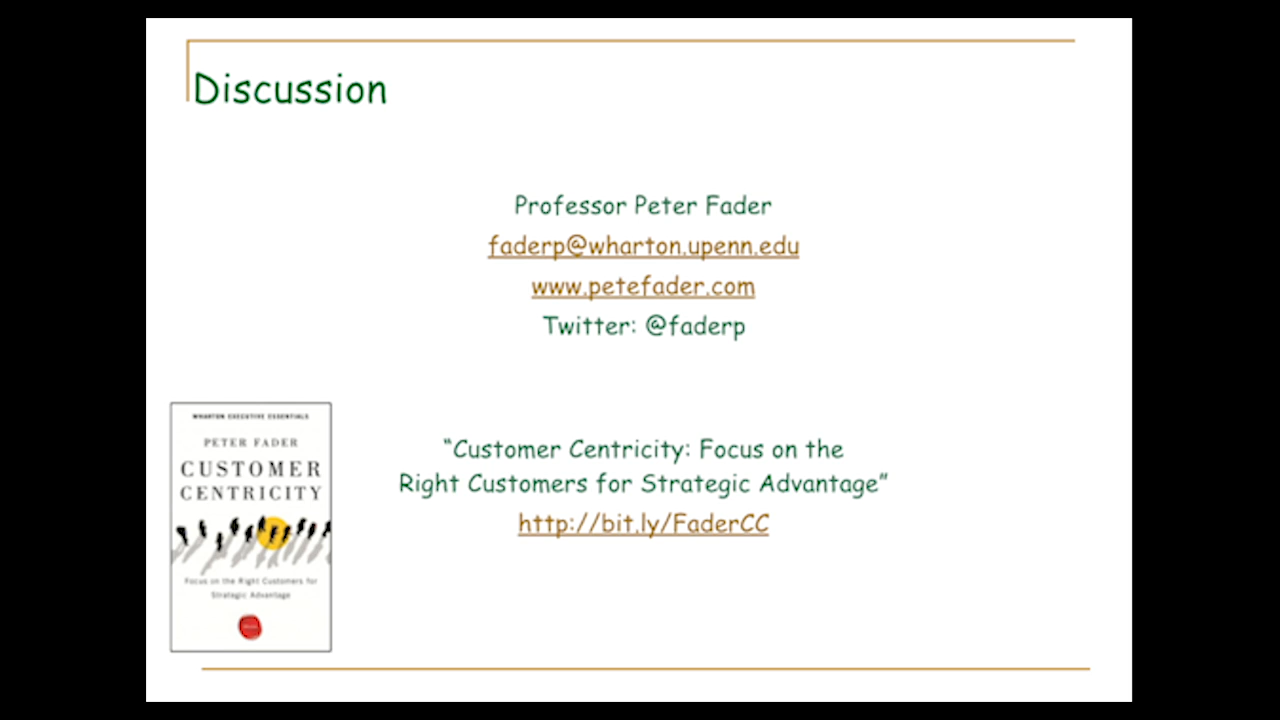 Discussion
Professor Peter Fader
faderp@wharton.upenn.edu
www.petefader.com
Twitter: @faderp
“Customer Centricity: Focus on the
Right Customers for Strategic Advantage”
http://bit.ly/FaderCC
WHARTON EXECUTIVE ESSENTIALS
PETER FADER
CUSTOMER
CENTRICITY
Focus on the Right Customers for
Strategic Advantage